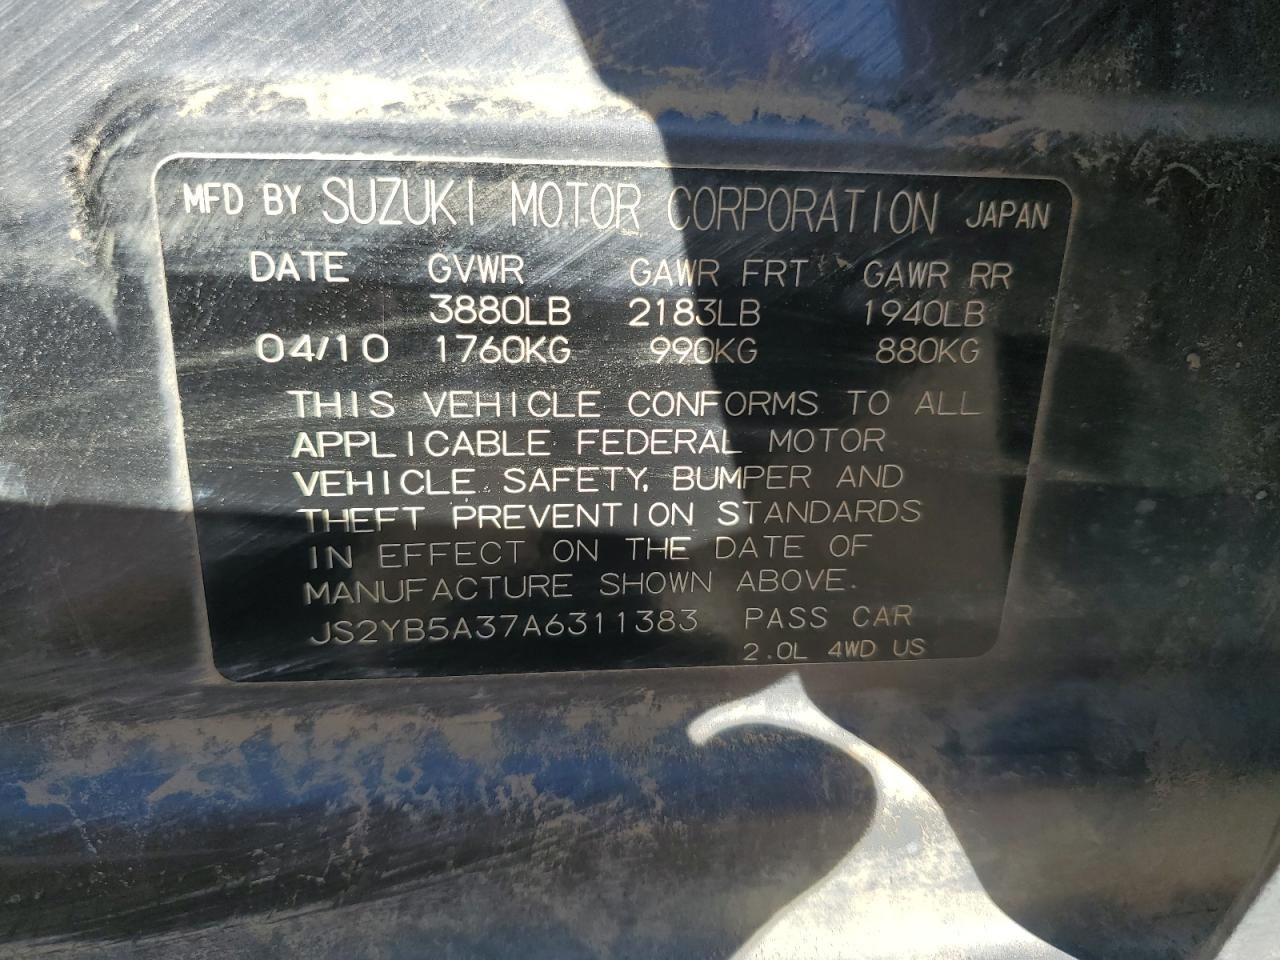 MFD BY SUZUKI MOTOR CORPORATION JAPAN
DATE GVWR GAWR FRT GAWR RR
3880LB 2183LB 1940LB
04/10 1760KG 990KG 880KG
THIS VEHICLE CONFORMS TO ALL
APPLICABLE FEDERAL MOTOR
VEHICLE SAFETY, BUMPER AND
THEFT PREVENTION STANDARDS
IN EFFECT ON THE DATE OF
MANUFACTURE SHOWN ABOVE.
JS2YB5A37A6311383 PASS CAR
2.0L 4WD US